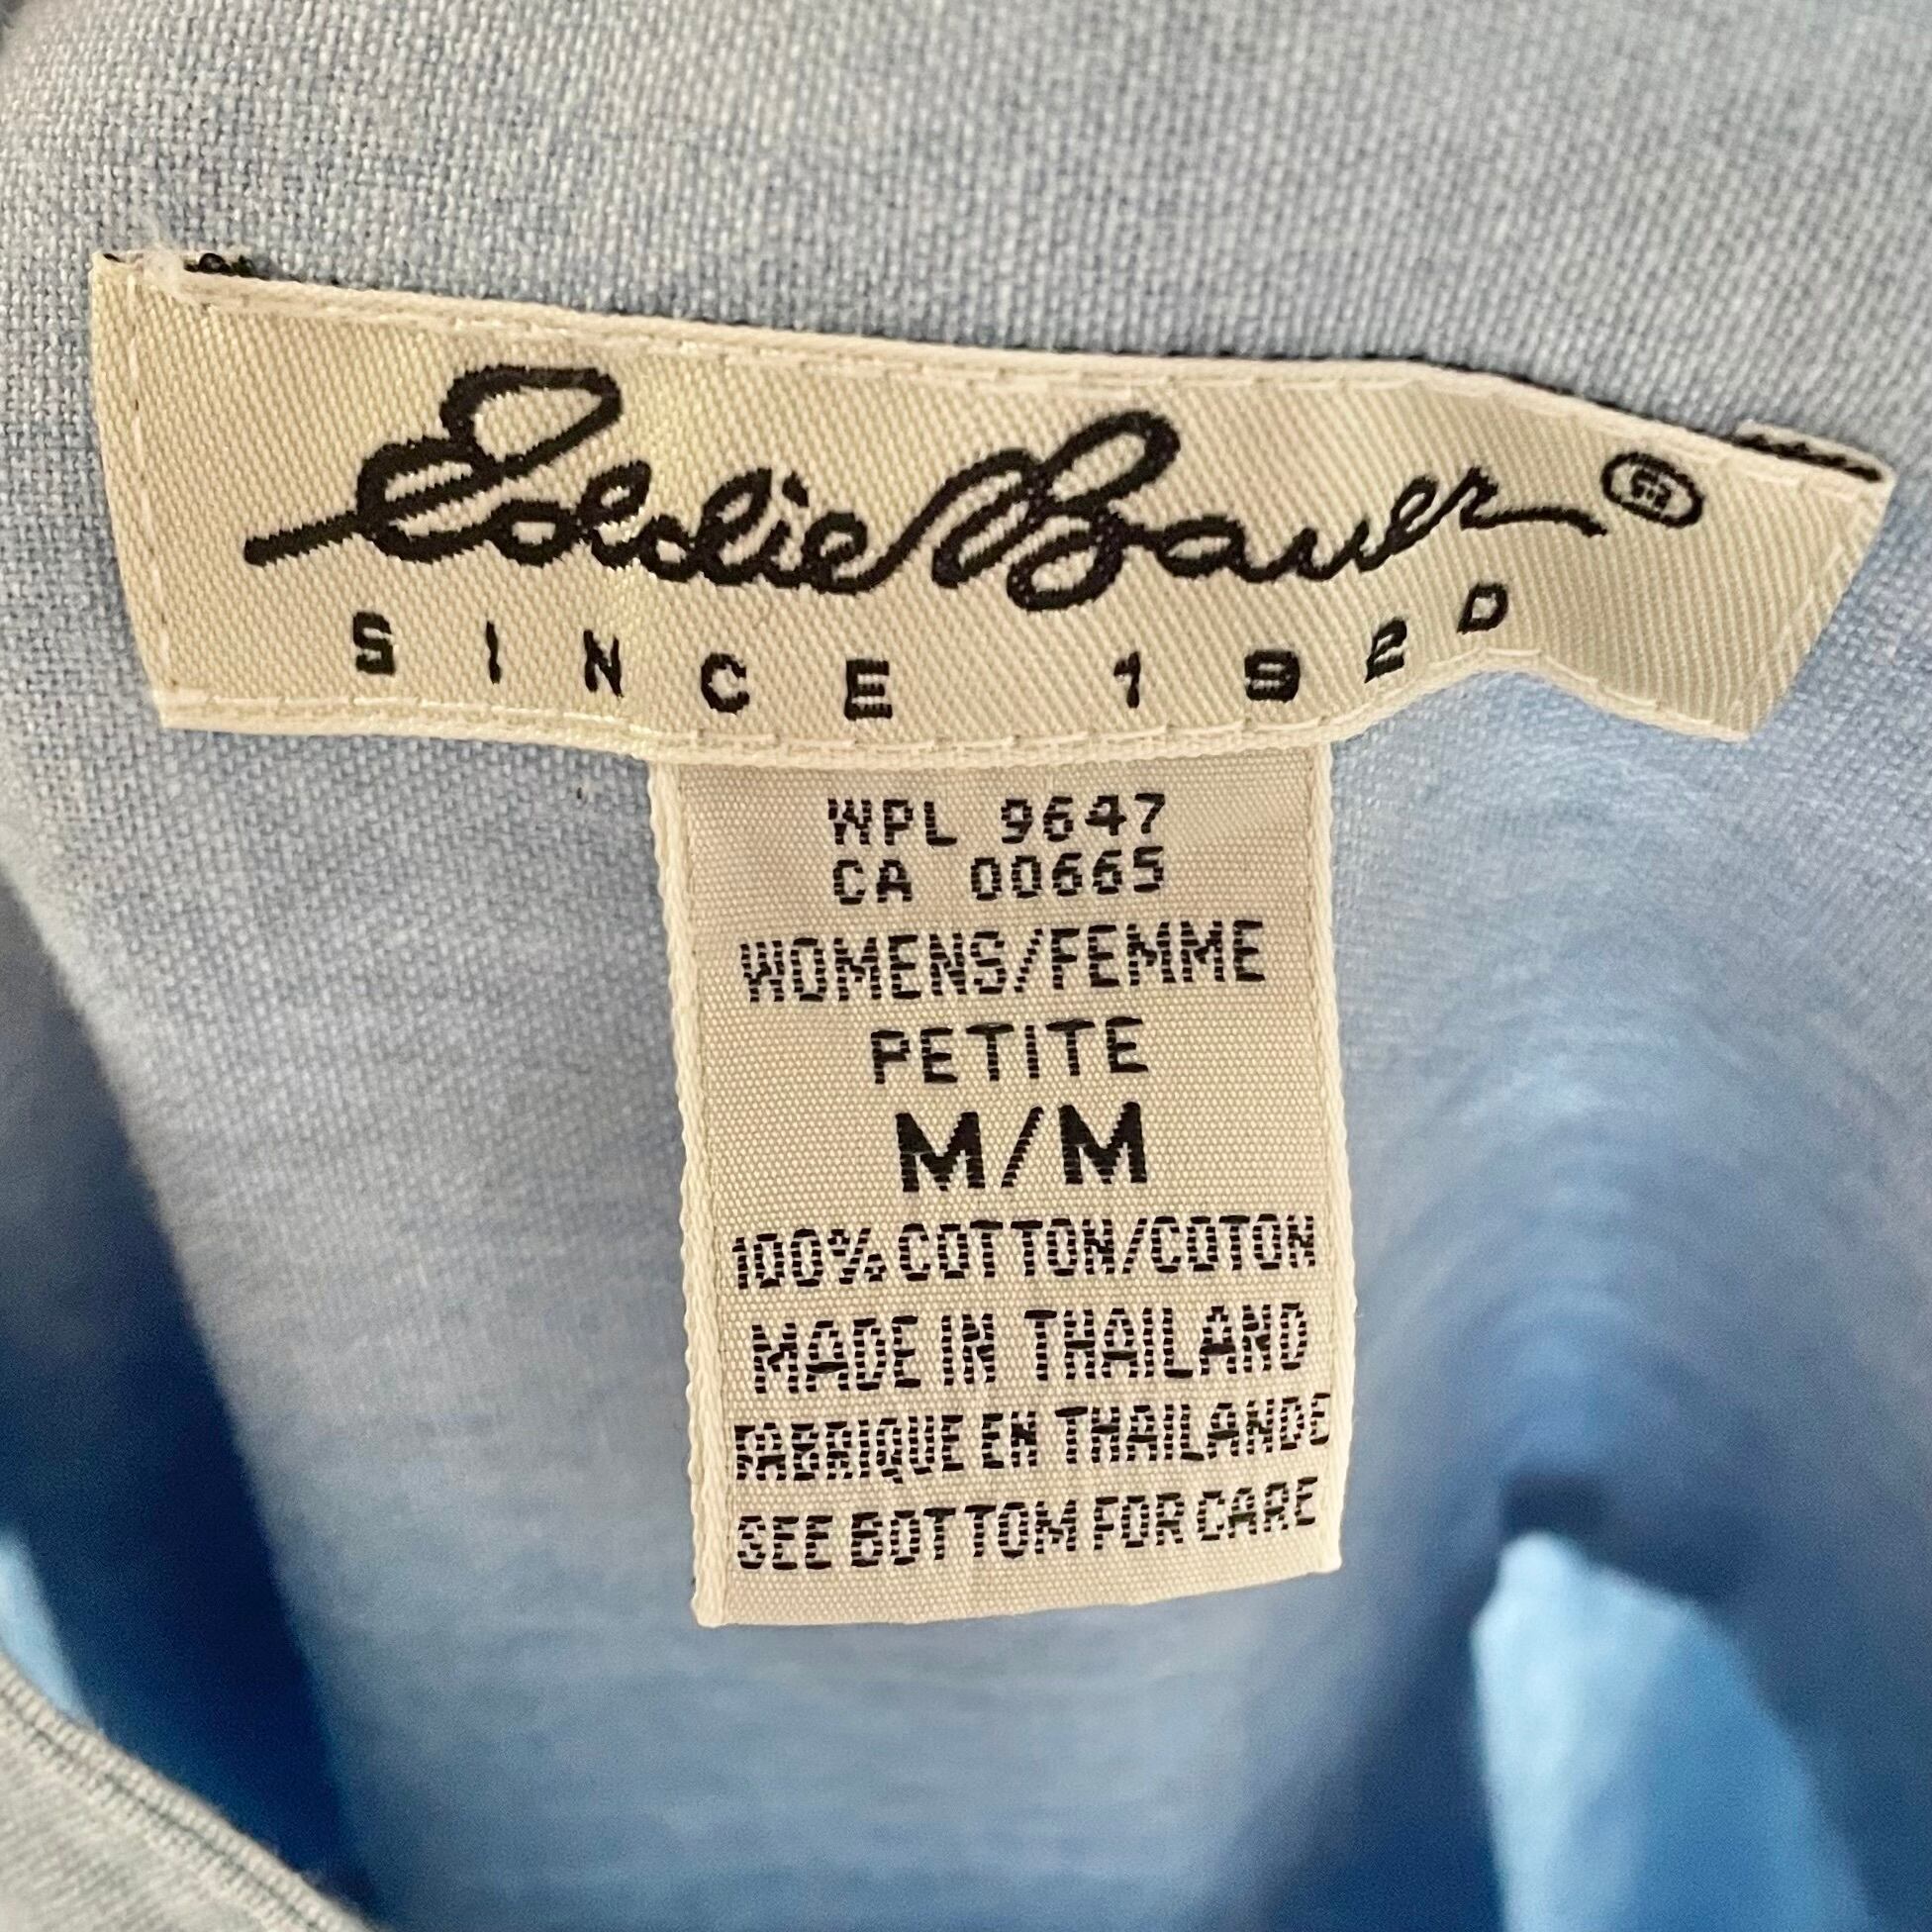 Eddie Bauer ®
SINCE 1920
WPL 9647
CA 00665
WOMENS/FEMME
PETITE
M/M
100% COTTON/COTON
MADE IN THAILAND
FABRIQUE EN THAILANDE
SEE BOTTOM FOR CARE